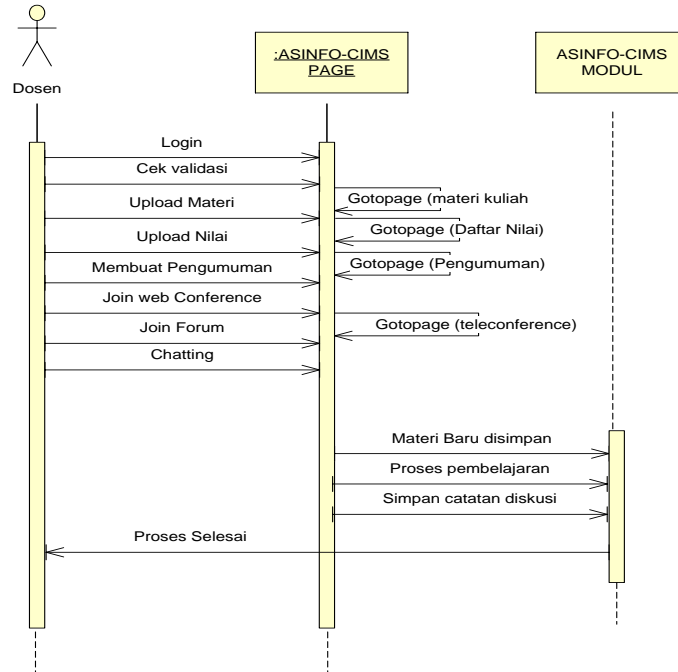 :ASINFO-CIMS
PAGE
ASINFO-CIMS
MODUL
Dosen
Login
Cek validasi
Gotopage (materi kuliah
Upload Materi
Gotopage (Daftar Nilai)
Upload Nilai
Gotopage (Pengumuman)
Membuat Pengumuman
Join web Conference
Gotopage (teleconference)
Join Forum
Chatting
Materi Baru disimpan
Proses pembelajaran
Simpan catatan diskusi
Proses Selesai